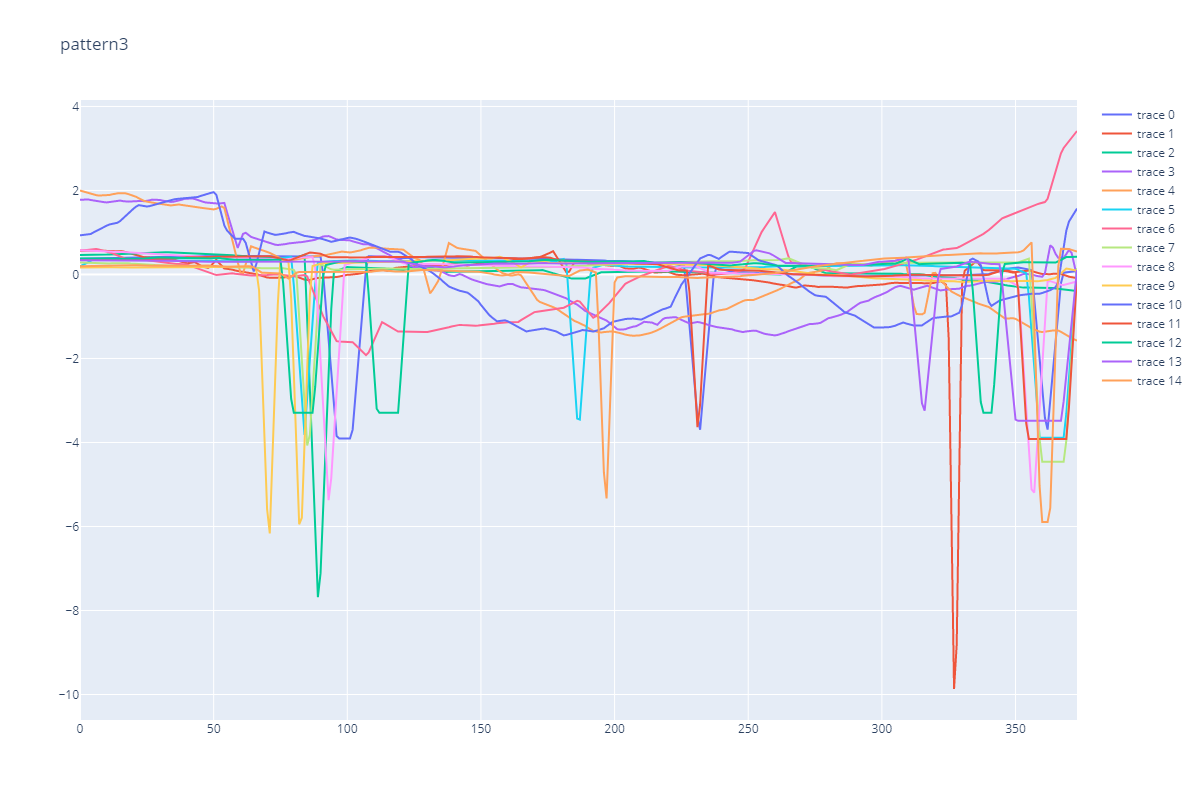 pattern3
4
2
0
−2
−4
−6
−8
−10
0 50 100 150 200 250 300 350
trace 0
trace 1
trace 2
trace 3
trace 4
trace 5
trace 6
trace 7
trace 8
trace 9
trace 10
trace 11
trace 12
trace 13
trace 14